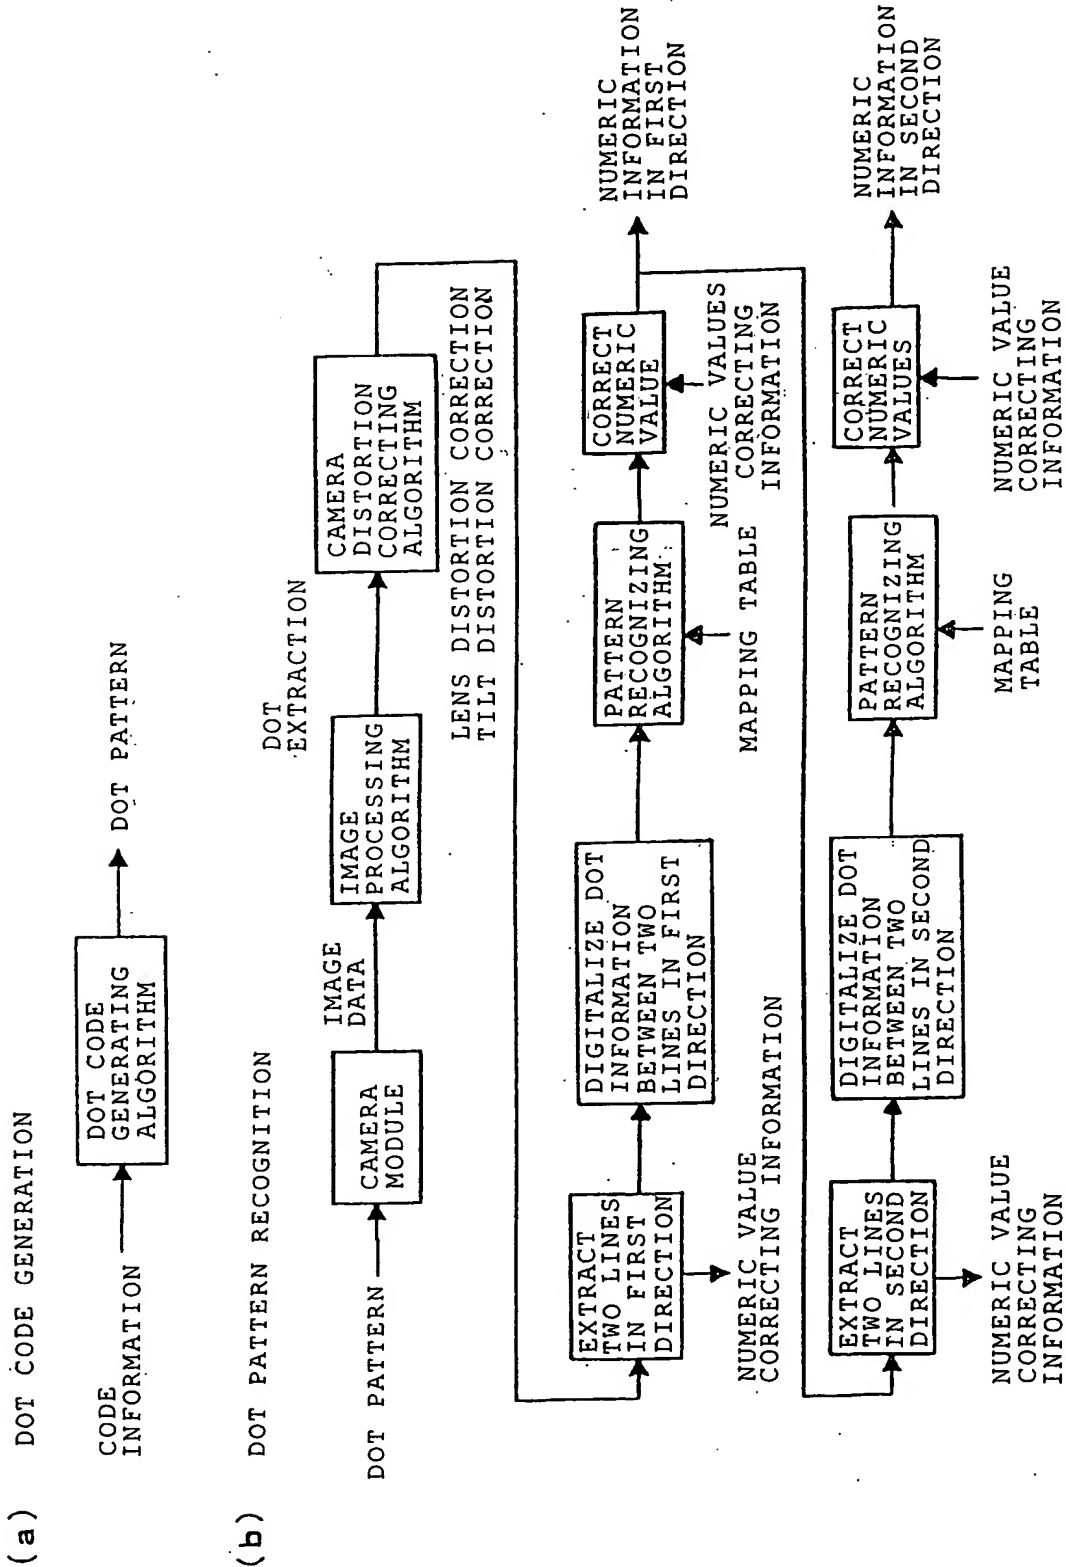 (a) DOT CODE GENERATION
CODE
INFORMATION
DOT CODE
GENERATING
ALGORITHM
DOT PATTERN
(b) DOT PATTERN RECOGNITION
DOT PATTERN
CAMERA
MODULE
IMAGE
DATA
IMAGE
PROCESSING
ALGORITHM
DOT
EXTRACTION
CAMERA
DISTORTION
CORRECTING
ALGORITHM
LENS DISTORTION CORRECTION
TILT DISTORTION CORRECTION
EXTRACT
TWO LINES
IN FIRST
DIRECTION
NUMERIC VALUE
CORRECTING INFORMATION
DIGITALIZE DOT
INFORMATION
BETWEEN TWO
LINES IN FIRST
DIRECTION
PATTERN
RECOGNIZING
ALGORITHM
MAPPING TABLE
CORRECT
NUMERIC
VALUE
NUMERIC VALUES
CORRECTING
INFORMATION
NUMERIC
INFORMATION
IN FIRST
DIRECTION
EXTRACT
TWO LINES
IN SECOND
DIRECTION
NUMERIC VALUE
CORRECTING
INFORMATION
DIGITALIZE DOT
INFORMATION
BETWEEN TWO
LINES IN SECOND
DIRECTION
PATTERN
RECOGNIZING
ALGORITHM
MAPPING
TABLE
CORRECT
NUMERIC
VALUES
NUMERIC VALUE
CORRECTING
INFORMATION
NUMERIC
INFORMATION
IN SECOND
DIRECTION